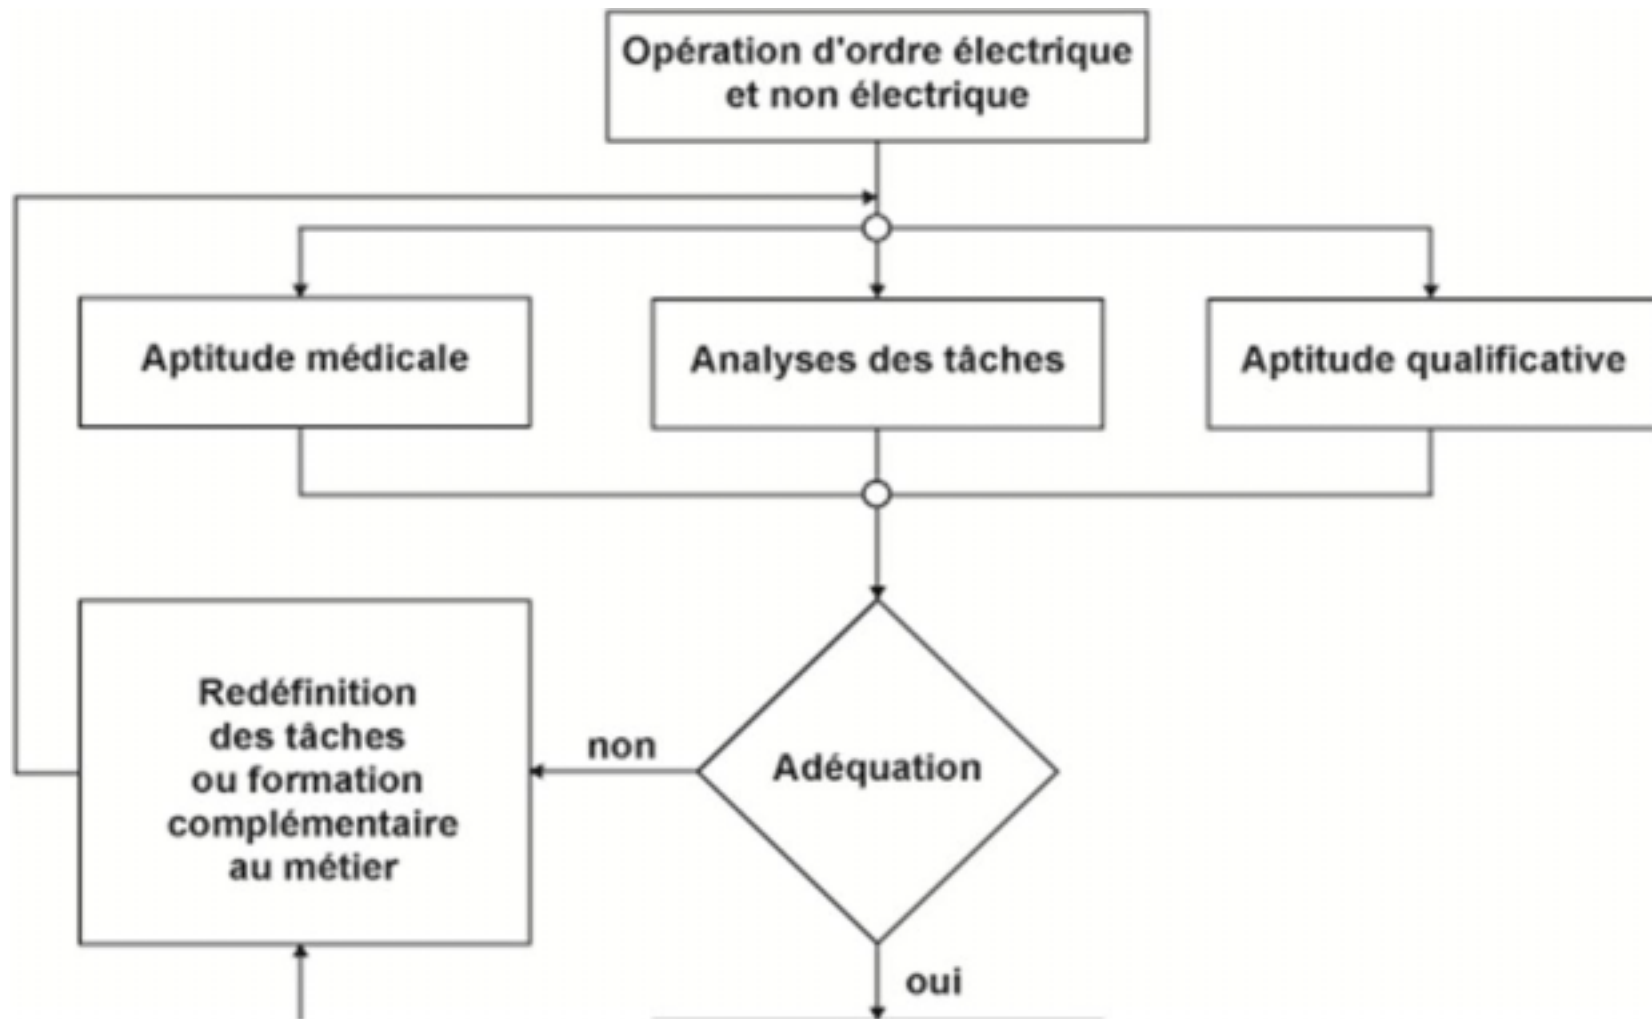 Opération d'ordre électrique
et non électrique
Aptitude médicale
Analyses des tâches
Aptitude qualificative
Redéfinition
des tâches
ou formation
complémentaire
au métier
non
Adéquation
oui